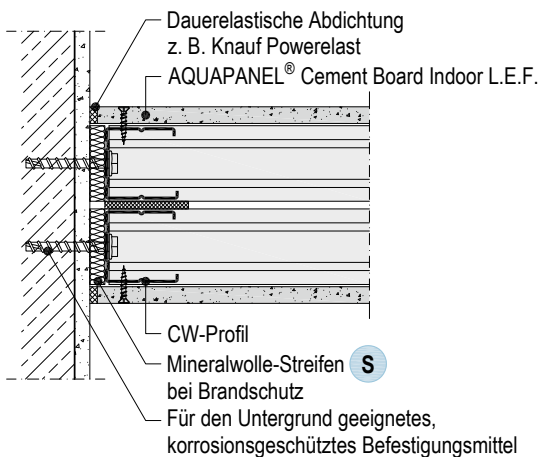 Dauerelastische Abdichtung
z. B. Knauf Powerelast
AQUAPANEL® Cement Board Indoor L.E.F.
CW-Profil
Mineralwolle-Streifen S
bei Brandschutz
Für den Untergrund geeignetes,
korrosionsgeschütztes Befestigungsmittel